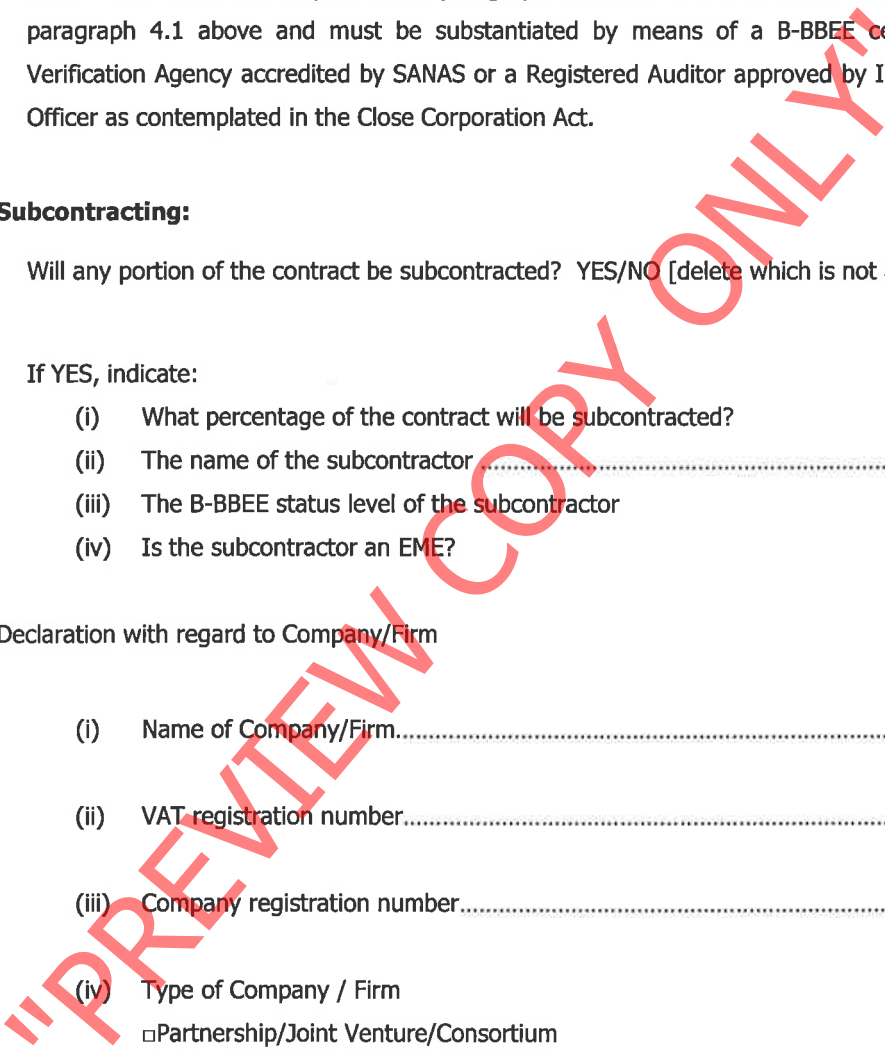 paragraph 4.1 above and must be substantiated by means of a B-BBEE
Verification Agency accredited by SANAS or a Registered Auditor approved by
Officer as contemplated in the Close Corporation Act.
Subcontracting:
Will any portion of the contract be subcontracted? YES/NO [delete which is not
If YES, indicate:
(i) What percentage of the contract will be subcontracted?
(ii) The name of the subcontractor ..........................................................
(iii) The B-BBEE status level of the subcontractor
(iv) Is the subcontractor an EME?
Declaration with regard to Company/Firm
(i) Name of Company/Firm..........................................................................
(ii) VAT registration number.........................................................................
(iii) Company registration number................................................................
(iv) Type of Company / Firm
□Partnership/Joint Venture/Consortium
"PREVIEW COPY ONLY"